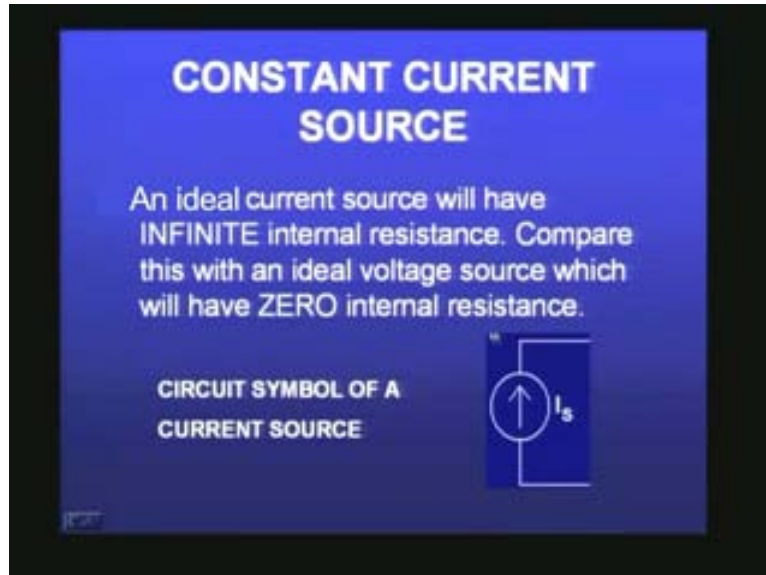 CONSTANT CURRENT
SOURCE
An ideal current source will have
INFINITE internal resistance. Compare
this with an ideal voltage source which
will have ZERO internal resistance.
CIRCUIT SYMBOL OF A
CURRENT SOURCE
Is